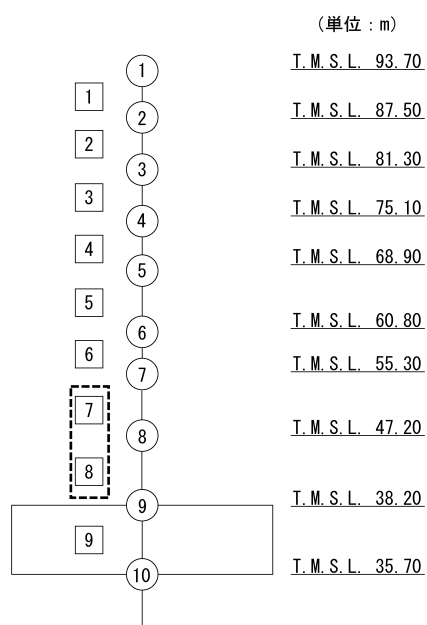 （単位：m）
① T.M.S.L. 93.70
1
② T.M.S.L. 87.50
2
③ T.M.S.L. 81.30
3
④ T.M.S.L. 75.10
4
⑤ T.M.S.L. 68.90
5
⑥ T.M.S.L. 60.80
6
⑦ T.M.S.L. 55.30
7
⑧ T.M.S.L. 47.20
8
⑨ T.M.S.L. 38.20
9
⑩ T.M.S.L. 35.70